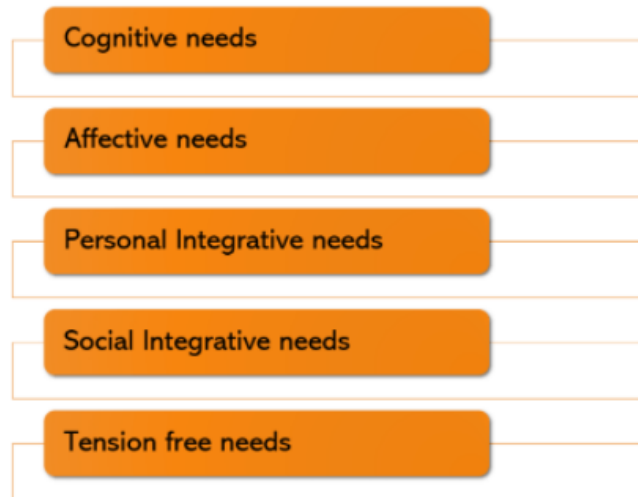 Cognitive needs
Affective needs
Personal Integrative needs
Social Integrative needs
Tension free needs